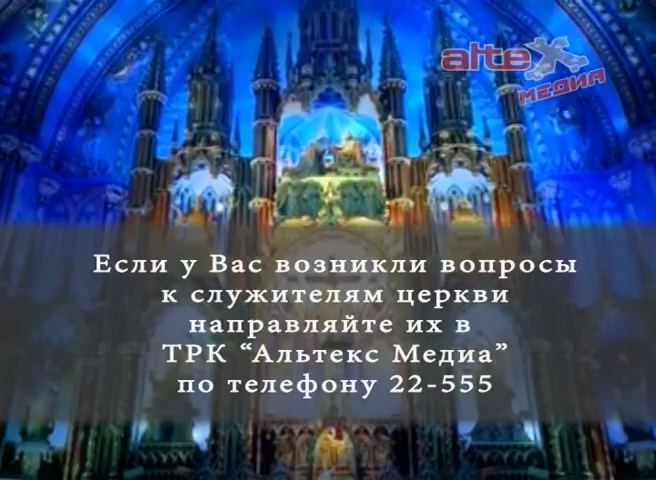 alteX
МЕДИА
Если у Вас возникли вопросы
к служителям церкви
направляйте их в
ТРК “Альтекс Медиа”
по телефону 22-555